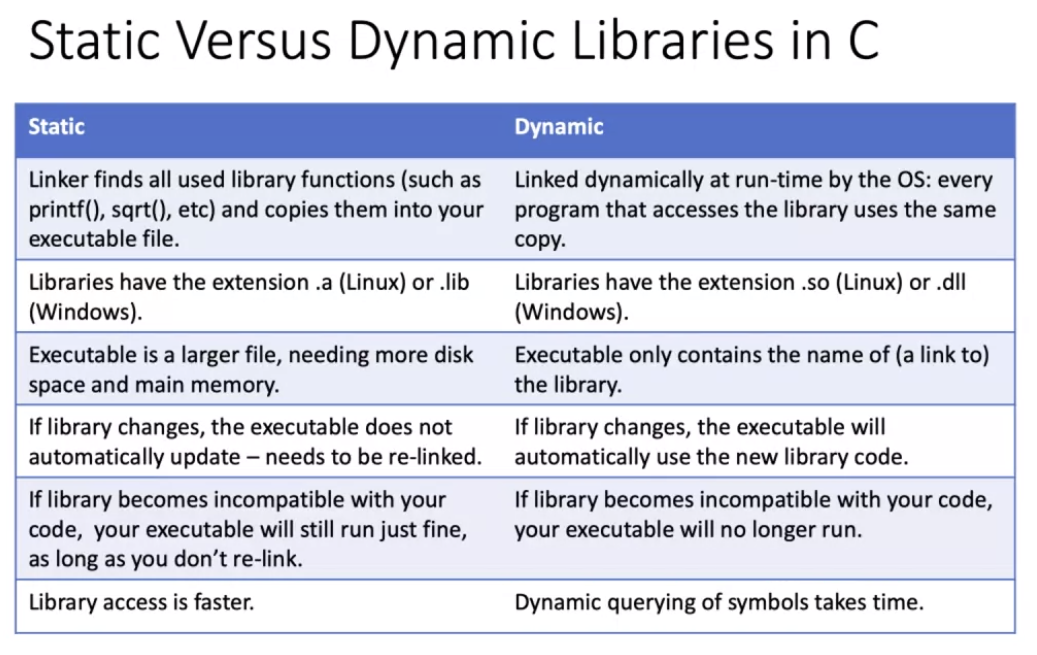 Static Versus Dynamic Libraries in C
Static
Dynamic
Linker finds all used library functions (such as
printf(), sqrt(), etc) and copies them into your
executable file.
Linked dynamically at run-time by the OS: every
program that accesses the library uses the same
copy.
Libraries have the extension .a (Linux) or .lib
(Windows).
Libraries have the extension .so (Linux) or .dll
(Windows).
Executable is a larger file, needing more disk
space and main memory.
Executable only contains the name of (a link to)
the library.
If library changes, the executable does not
automatically update – needs to be re-linked.
If library changes, the executable will
automatically use the new library code.
If library becomes incompatible with your
code,  your executable will still run just fine,
as long as you don’t re-link.
If library becomes incompatible with your code,
your executable will no longer run.
Library access is faster.
Dynamic querying of symbols takes time.